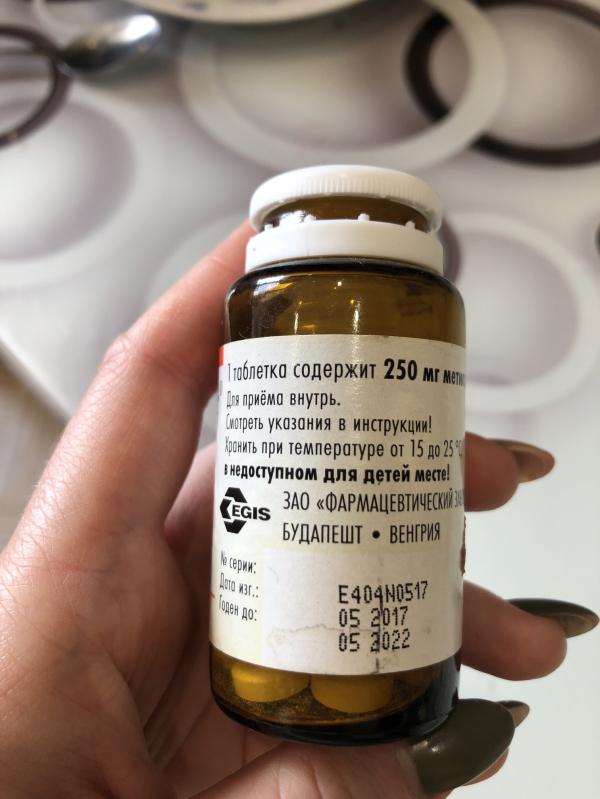 1 таблетка содержит 250 мг
Для приёма внутрь.
Смотреть указания в инструкции!
Хранить при температуре от 15 до 25 °C,
в недоступном для детей месте!
EGIS
ЗАО «ФАРМАЦЕВТИЧЕСКИЙ
БУДАПЕШТ • ВЕНГРИЯ
№ серии: E404N0517
Дата изг.: 05 2017
Годен до: 05 2022